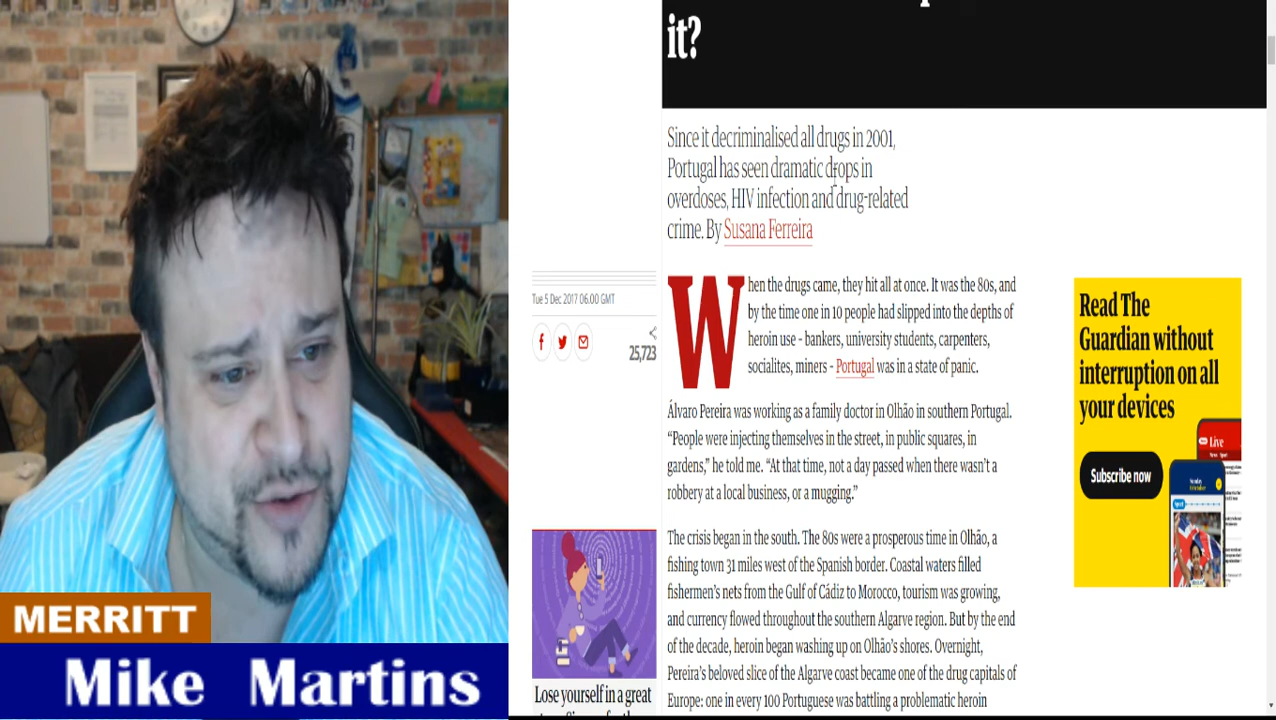 it?
Since it decriminalised all drugs in 2001,
Portugal has seen dramatic drops in
overdoses, HIV infection and drug-related
crime. By Susana Ferreira
Tue 5 Dec 2017 06.00 GMT
25,723
When the drugs came, they hit all at once. It was the 80s, and
by the time one in 10 people had slipped into the depths of
heroin use - bankers, university students, carpenters,
socialites, miners - Portugal was in a state of panic.
Álvaro Pereira was working as a family doctor in Olhão in southern Portugal.
“People were injecting themselves in the street, in public squares, in
gardens,” he told me. “At that time, not a day passed when there wasn’t a
robbery at a local business, or a mugging.”
The crisis began in the south. The 80s were a prosperous time in Olhão, a
fishing town 31 miles west of the Spanish border. Coastal waters filled
fishermen’s nets from the Gulf of Cádiz to Morocco, tourism was growing,
and currency flowed throughout the southern Algarve region. But by the end
of the decade, heroin began washing up on Olhão’s shores. Overnight,
Pereira’s beloved slice of the Algarve coast became one of the drug capitals of
Europe: one in every 100 Portuguese was battling a problematic heroin
Read The
Guardian without
interruption on all
your devices
Subscribe now
Live
Lose yourself in a great
MERRITT
Mike Martins